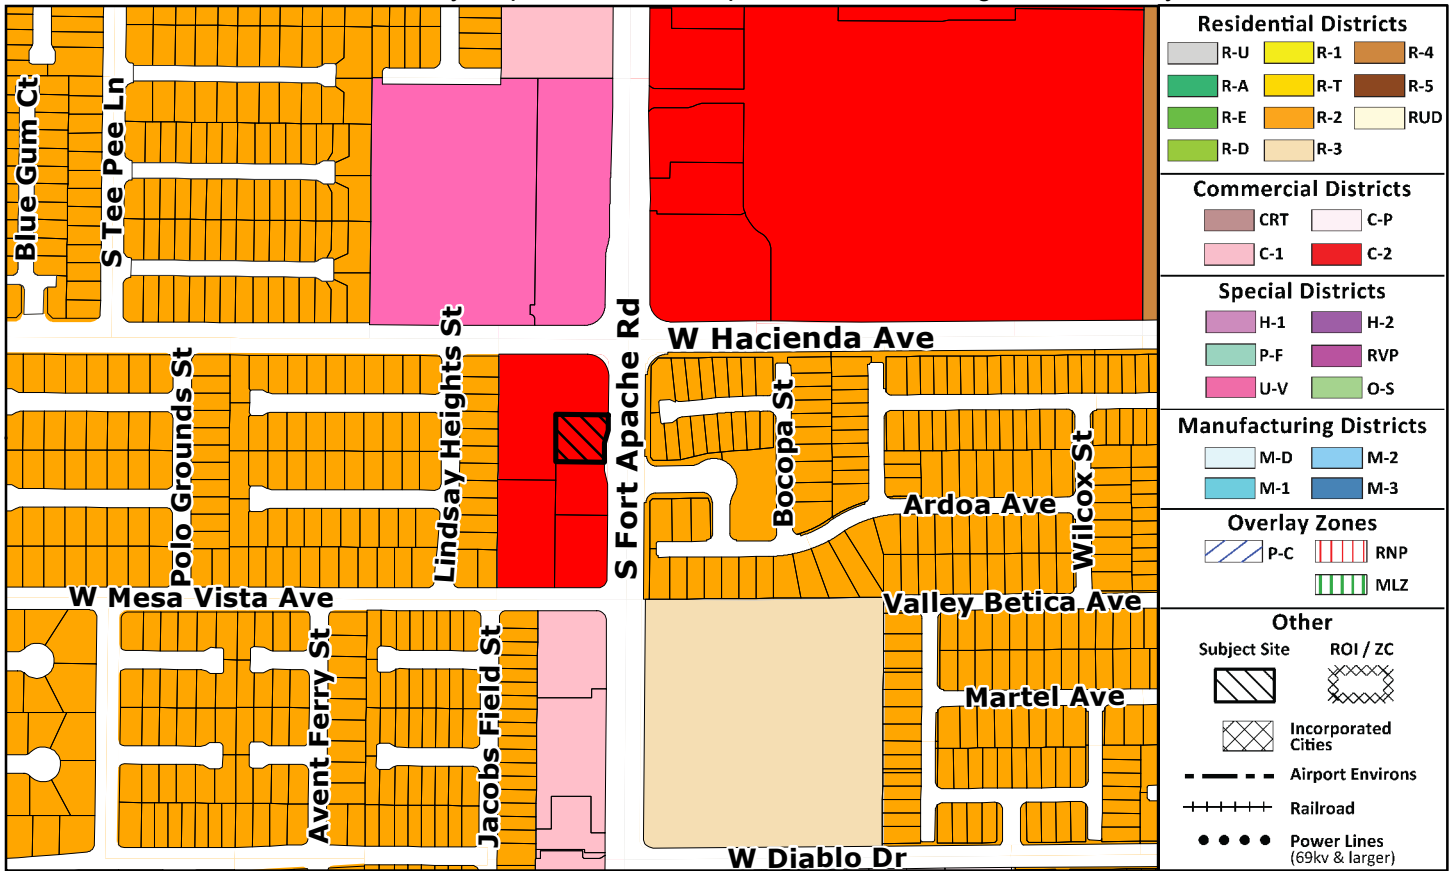 Blue Gum Ct
S Tee Pee Ln
W Hacienda Ave
S Fort Apache Rd
Lindsay Heights St
Polo Grounds St
Bocopa St
Wilcox St
Ardoa Ave
W Mesa Vista Ave
Valley Betica Ave
Avent Ferry St
Jacobs Field St
Martel Ave
W Diablo Dr
Residential Districts
R-U R-1 R-4
R-A R-T R-5
R-E R-2 RUD
R-D R-3
Commercial Districts
CRT C-P
C-1 C-2
Special Districts
H-1 H-2
P-F RVP
U-V O-S
Manufacturing Districts
M-D M-2
M-1 M-3
Overlay Zones
P-C RNP
MLZ
Other
Subject Site ROI / ZC
Incorporated
Cities
Airport Environs
Railroad
Power Lines
(69kv & larger)